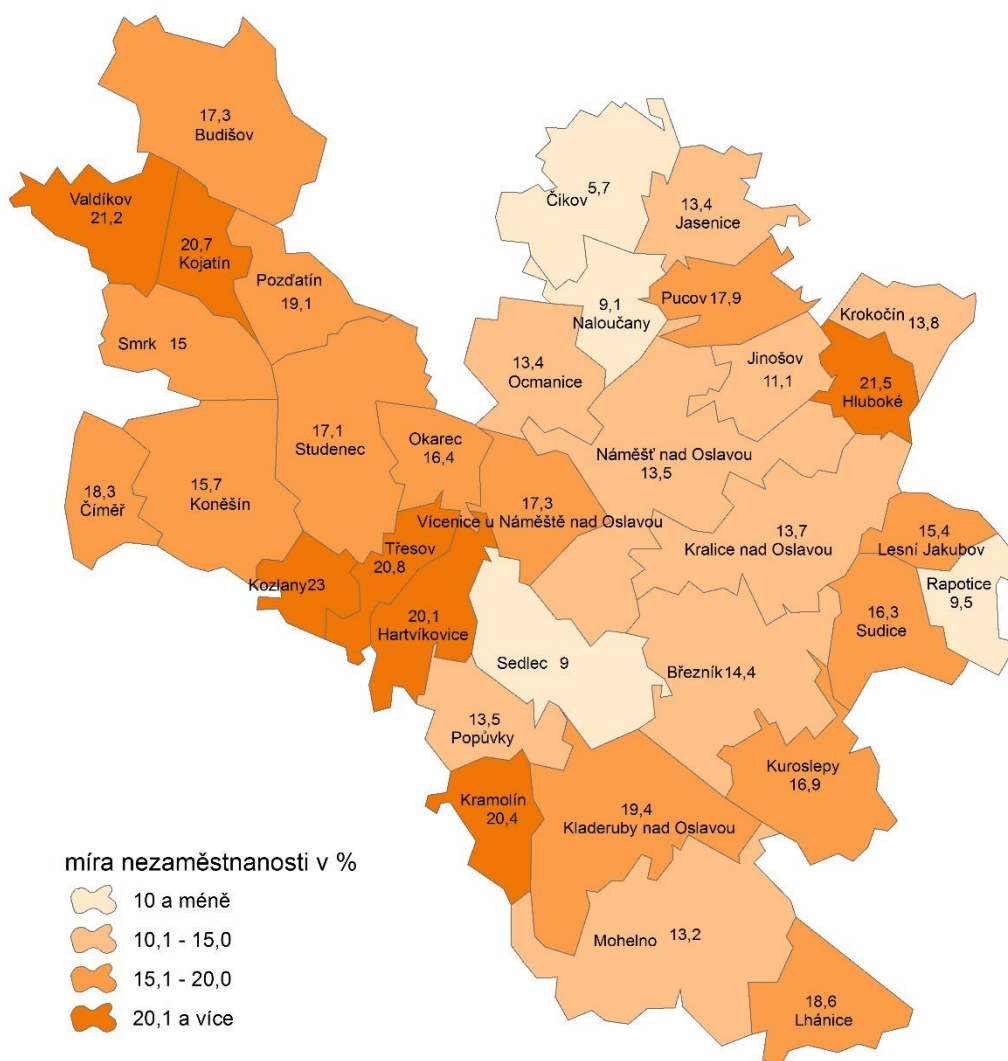 17,3
Budišov
Valdíkov
21,2
20,7
Kojatín
Pozďatín
19,1
Smrk 15
Čikov 5,7
13,4
Jasenice
9,1
Naloučany
Pucov 17,9
Krokočín
13,8
Jinošov
11,1
21,5
Hluboké
13,4
Ocmanice
17,1
Studenec
Okarec
16,4
Náměšť nad Oslavou
13,5
18,3
Číměř
15,7
Koněšín
17,3
Vícenice u Náměště nad Oslavou
13,7
Kralice nad Oslavou
15,4
Lesní Jakubov
Třesov
20,8
Kozlany 23
Rapotice
9,5
20,1
Hartvíkovice
16,3
Sudice
Sedlec 9
Březník 14,4
13,5
Popůvky
Kuroslepy
16,9
Kramolín
20,4
19,4
Kladeruby nad Oslavou
Mohelno 13,2
18,6
Lhánice
míra nezaměstnanosti v %
10 a méně
10,1 - 15,0
15,1 - 20,0
20,1 a více